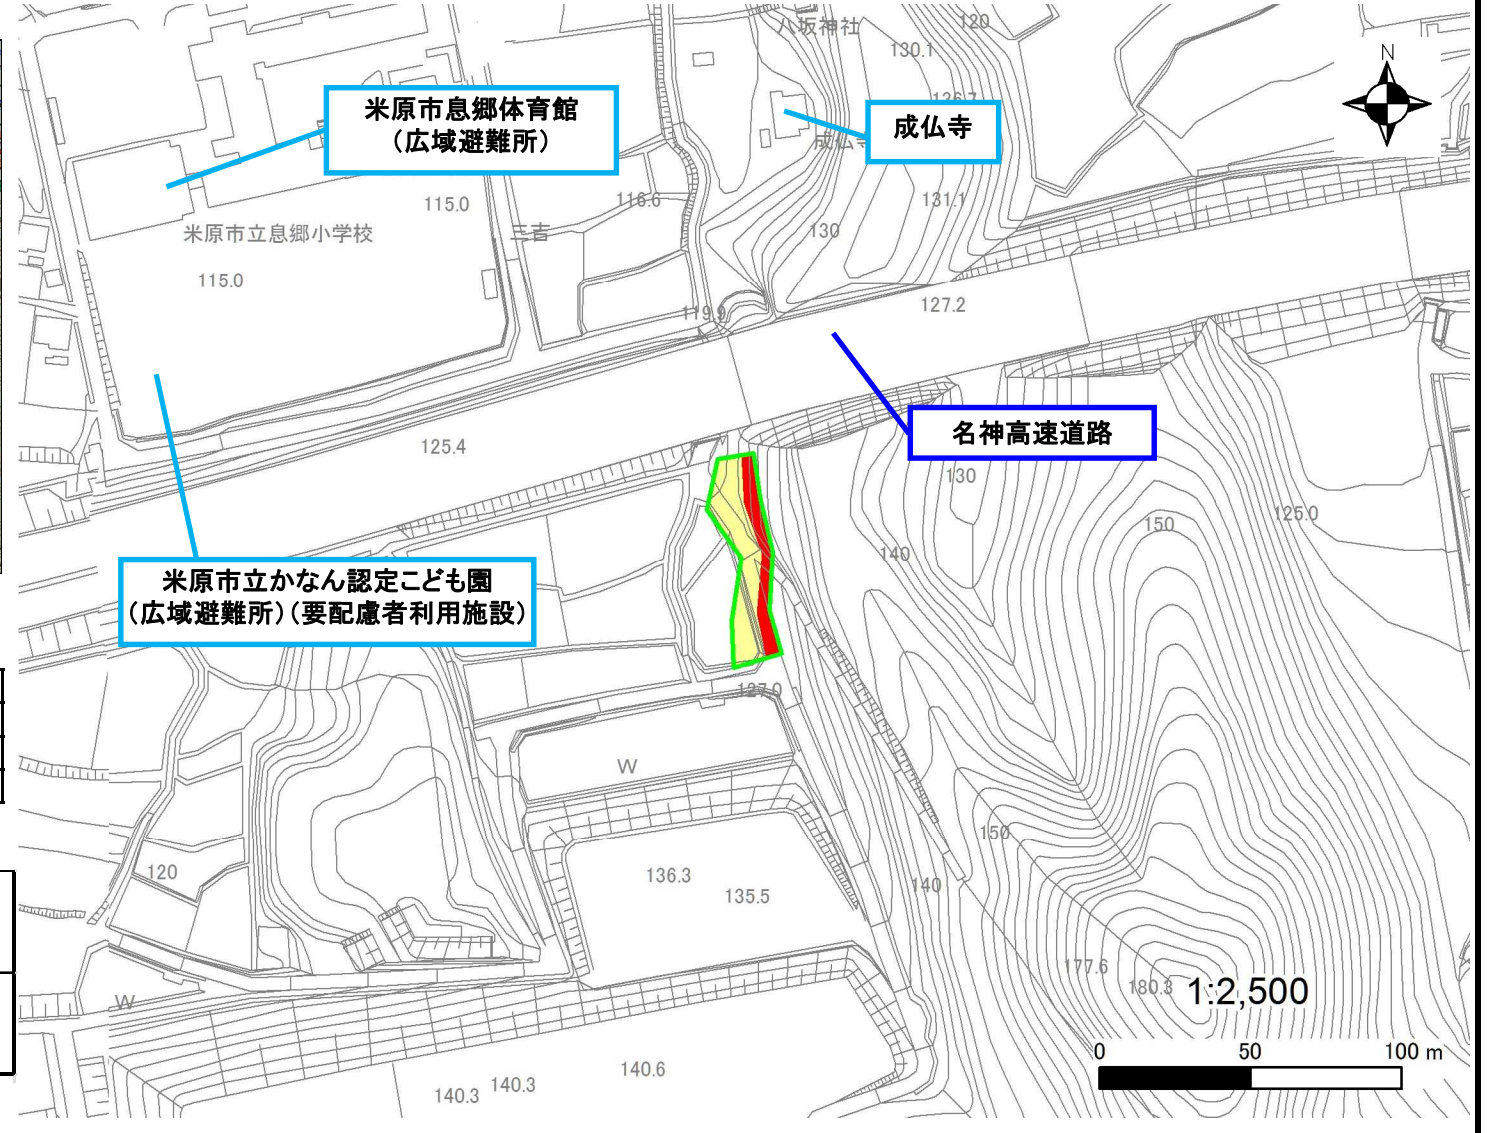 八坂神社
120
130.1
N
米原市息郷体育館
(広域避難所)
成仏寺
126.7
成仏寺
116.6
115.0
131.1
米原市立息郷小学校
三吉
130
115.0
119.9
127.2
名神高速道路
125.4
130
125.0
150
140
米原市立かなん認定こども園
(広域避難所)(要配慮者利用施設)
127.0
W
150
120
136.3
135.5
140
177.6
180.3
1:2,500
W
0 50 100 m
140.6
140.3
140.3